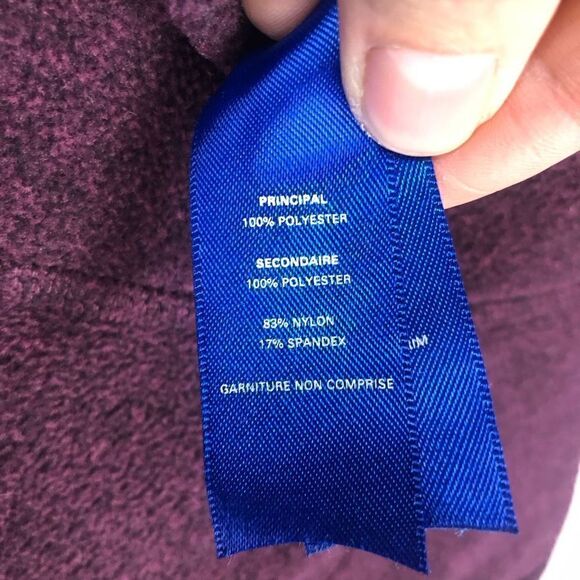 PRINCIPAL
100% POLYESTER
SECONDAIRE
100% POLYESTER
83% NYLON
17% SPANDEX
GARNITURE NON COMPRISE